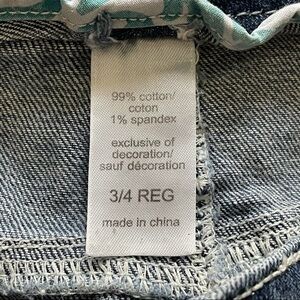 99% cotton/
coton
1% spandex
exclusive of
decoration/
sauf décoration
3/4 REG
made in china